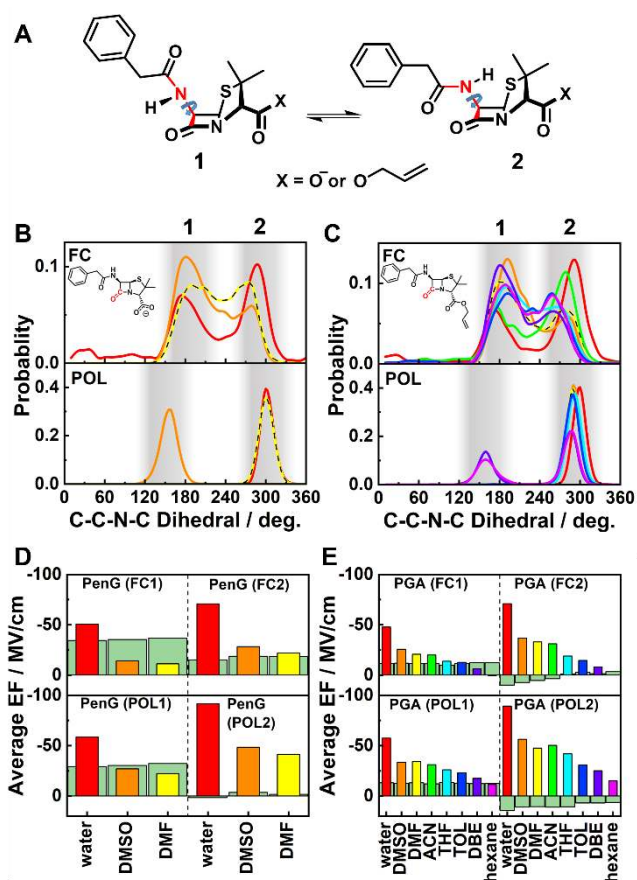 A
O
N
H
S
O
N
X
O
1
O
N
H
S
O
N
X
O
2
X = O⁻ or O
B
1
2
C
1
2
FC
H
N
S
O
O
N
O
O⊖
FC
H
N
S
O
O
N
O
O
0.1
0.0
0.1
0.0
Probablity
Probablity
POL
POL
0.4
0.2
0.0
0.4
0.2
0.0
0 120 180 240 300 360
0 120 180 240 300 360
C-C-N-C Dihedral / deg.
C-C-N-C Dihedral / deg.
D
E
-100
PenG (FC1)
PenG (FC2)
-100
PGA (FC1)
PGA (FC2)
-50
0
-50
0
Average EF / MV/cm
Average EF / MV/cm
-100
PenG (POL1)
PenG
(POL2)
-100
PGA (POL1)
PGA (POL2)
-50
0
-50
0
water
DMSO
DMF
water
DMSO
DMF
water
DMSO
DMF
ACN
THF
TOL
DBE
hexane
water
DMSO
DMF
ACN
THF
TOL
DBE
hexane